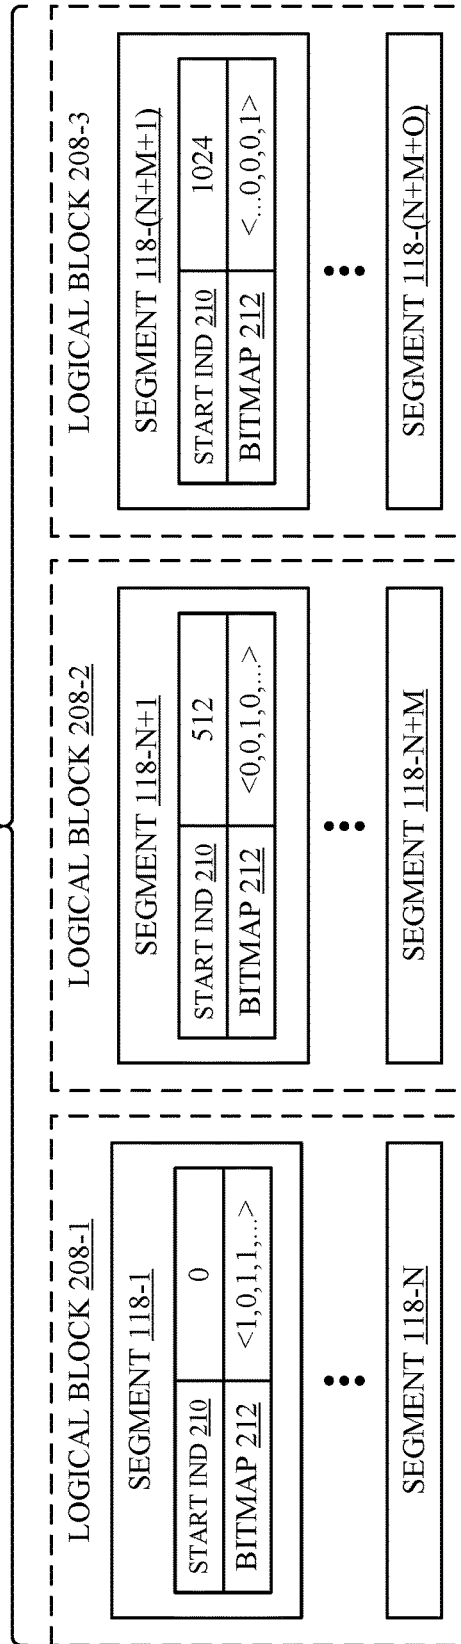 LOGICAL BLOCK 208-1
SEGMENT 118-1
START IND 210
0
BITMAP 212
<1,0,1,1,...>
SEGMENT 118-N
LOGICAL BLOCK 208-2
SEGMENT 118-N+1
START IND 210
512
BITMAP 212
<0,0,1,0,...>
SEGMENT 118-N+M
LOGICAL BLOCK 208-3
SEGMENT 118-(N+M+1)
START IND 210
1024
BITMAP 212
<...0,0,0,1>
SEGMENT 118-(N+M+O)